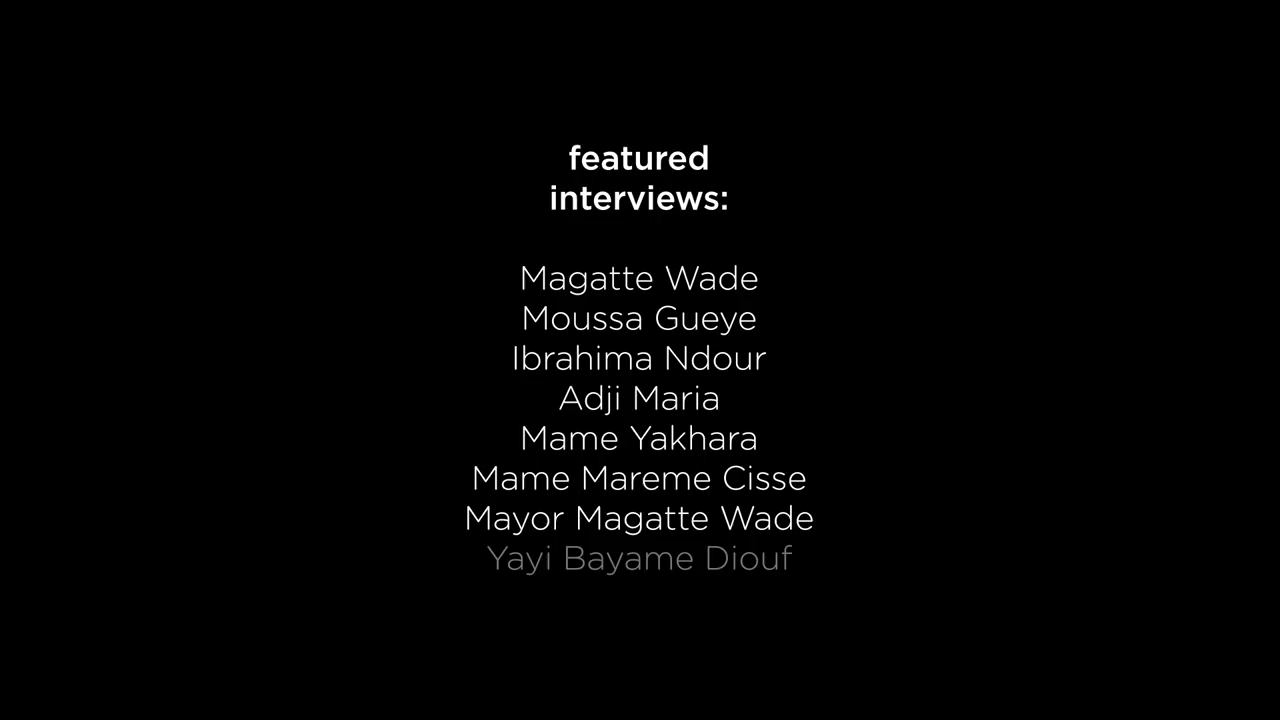 featured
interviews:
Magatte Wade
Moussa Gueye
Ibrahima Ndour
Adji Maria
Mame Yakhara
Mame Mareme Cisse
Mayor Magatte Wade
Yayi Bayame Diouf